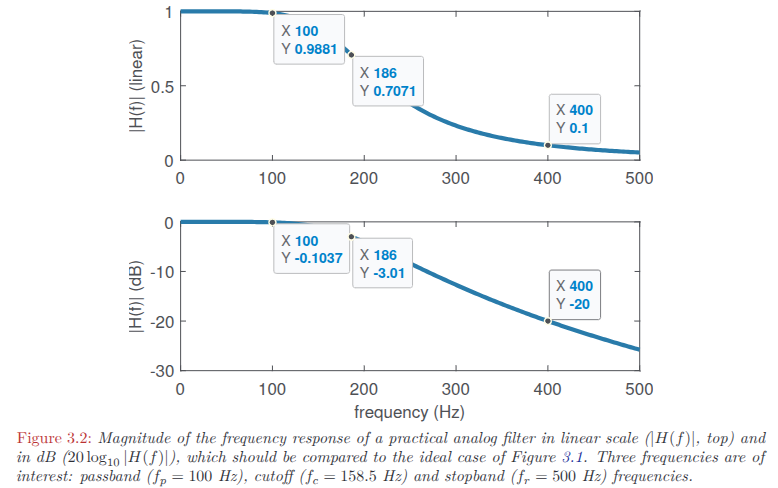 1
X 100
Y 0.9881
X 186
Y 0.7071
|H(f)| (linear)
0.5
X 400
Y 0.1
0
0 100 200 300 400 500
0
X 100
Y -0.1037
X 186
Y -3.01
|H(f)| (dB)
-10
X 400
Y -20
-20
-30
0 100 200 300 400 500
frequency (Hz)
Figure 3.2: Magnitude of the frequency response of a practical analog filter in linear scale (|H(f)|, top) and
in dB (20 log₁₀ |H(f)|), which should be compared to the ideal case of Figure 3.1. Three frequencies are of
interest: passband (fₚ = 100 Hz), cutoff (f_c = 158.5 Hz) and stopband (fᵣ = 500 Hz) frequencies.